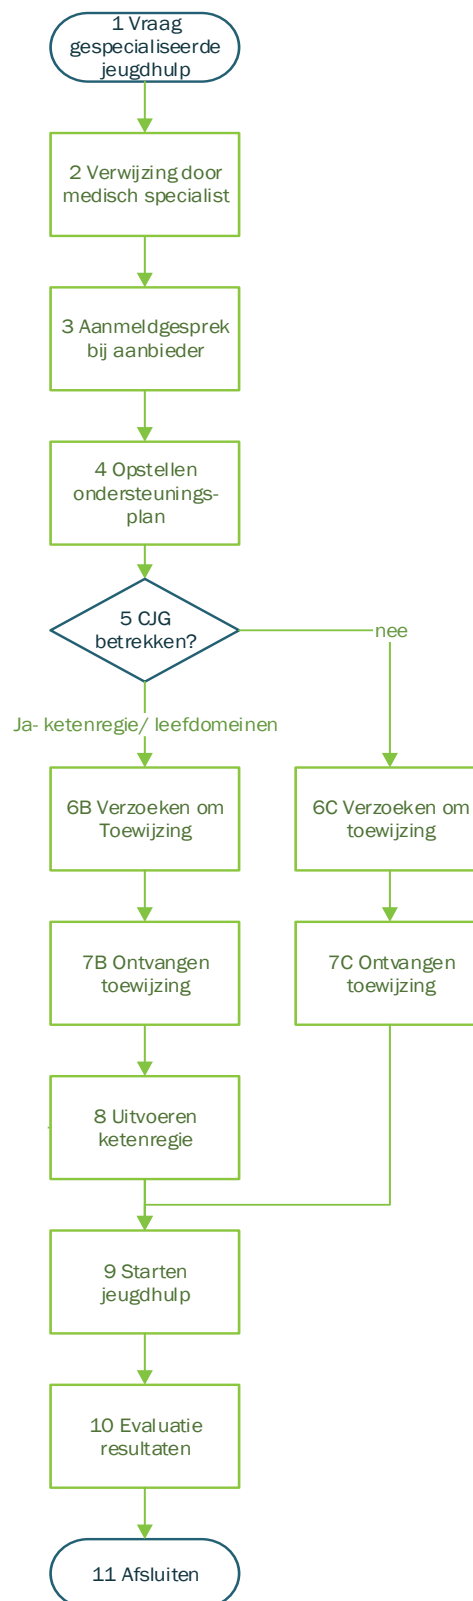 1 Vraag
gespecialiseerde
jeugdhulp
2 Verwijzing door
medisch specialist
3 Aanmeldgesprek
bij aanbieder
4 Opstellen
ondersteunings-
plan
5 CJG
betrekken?
nee
Ja- ketenregie/ leefdomeinen
6B Verzoeken om
Toewijzing
6C Verzoeken om
toewijzing
7B Ontvangen
toewijzing
7C Ontvangen
toewijzing
8 Uitvoeren
ketenregie
9 Starten
jeugdhulp
10 Evaluatie
resultaten
11 Afsluiten